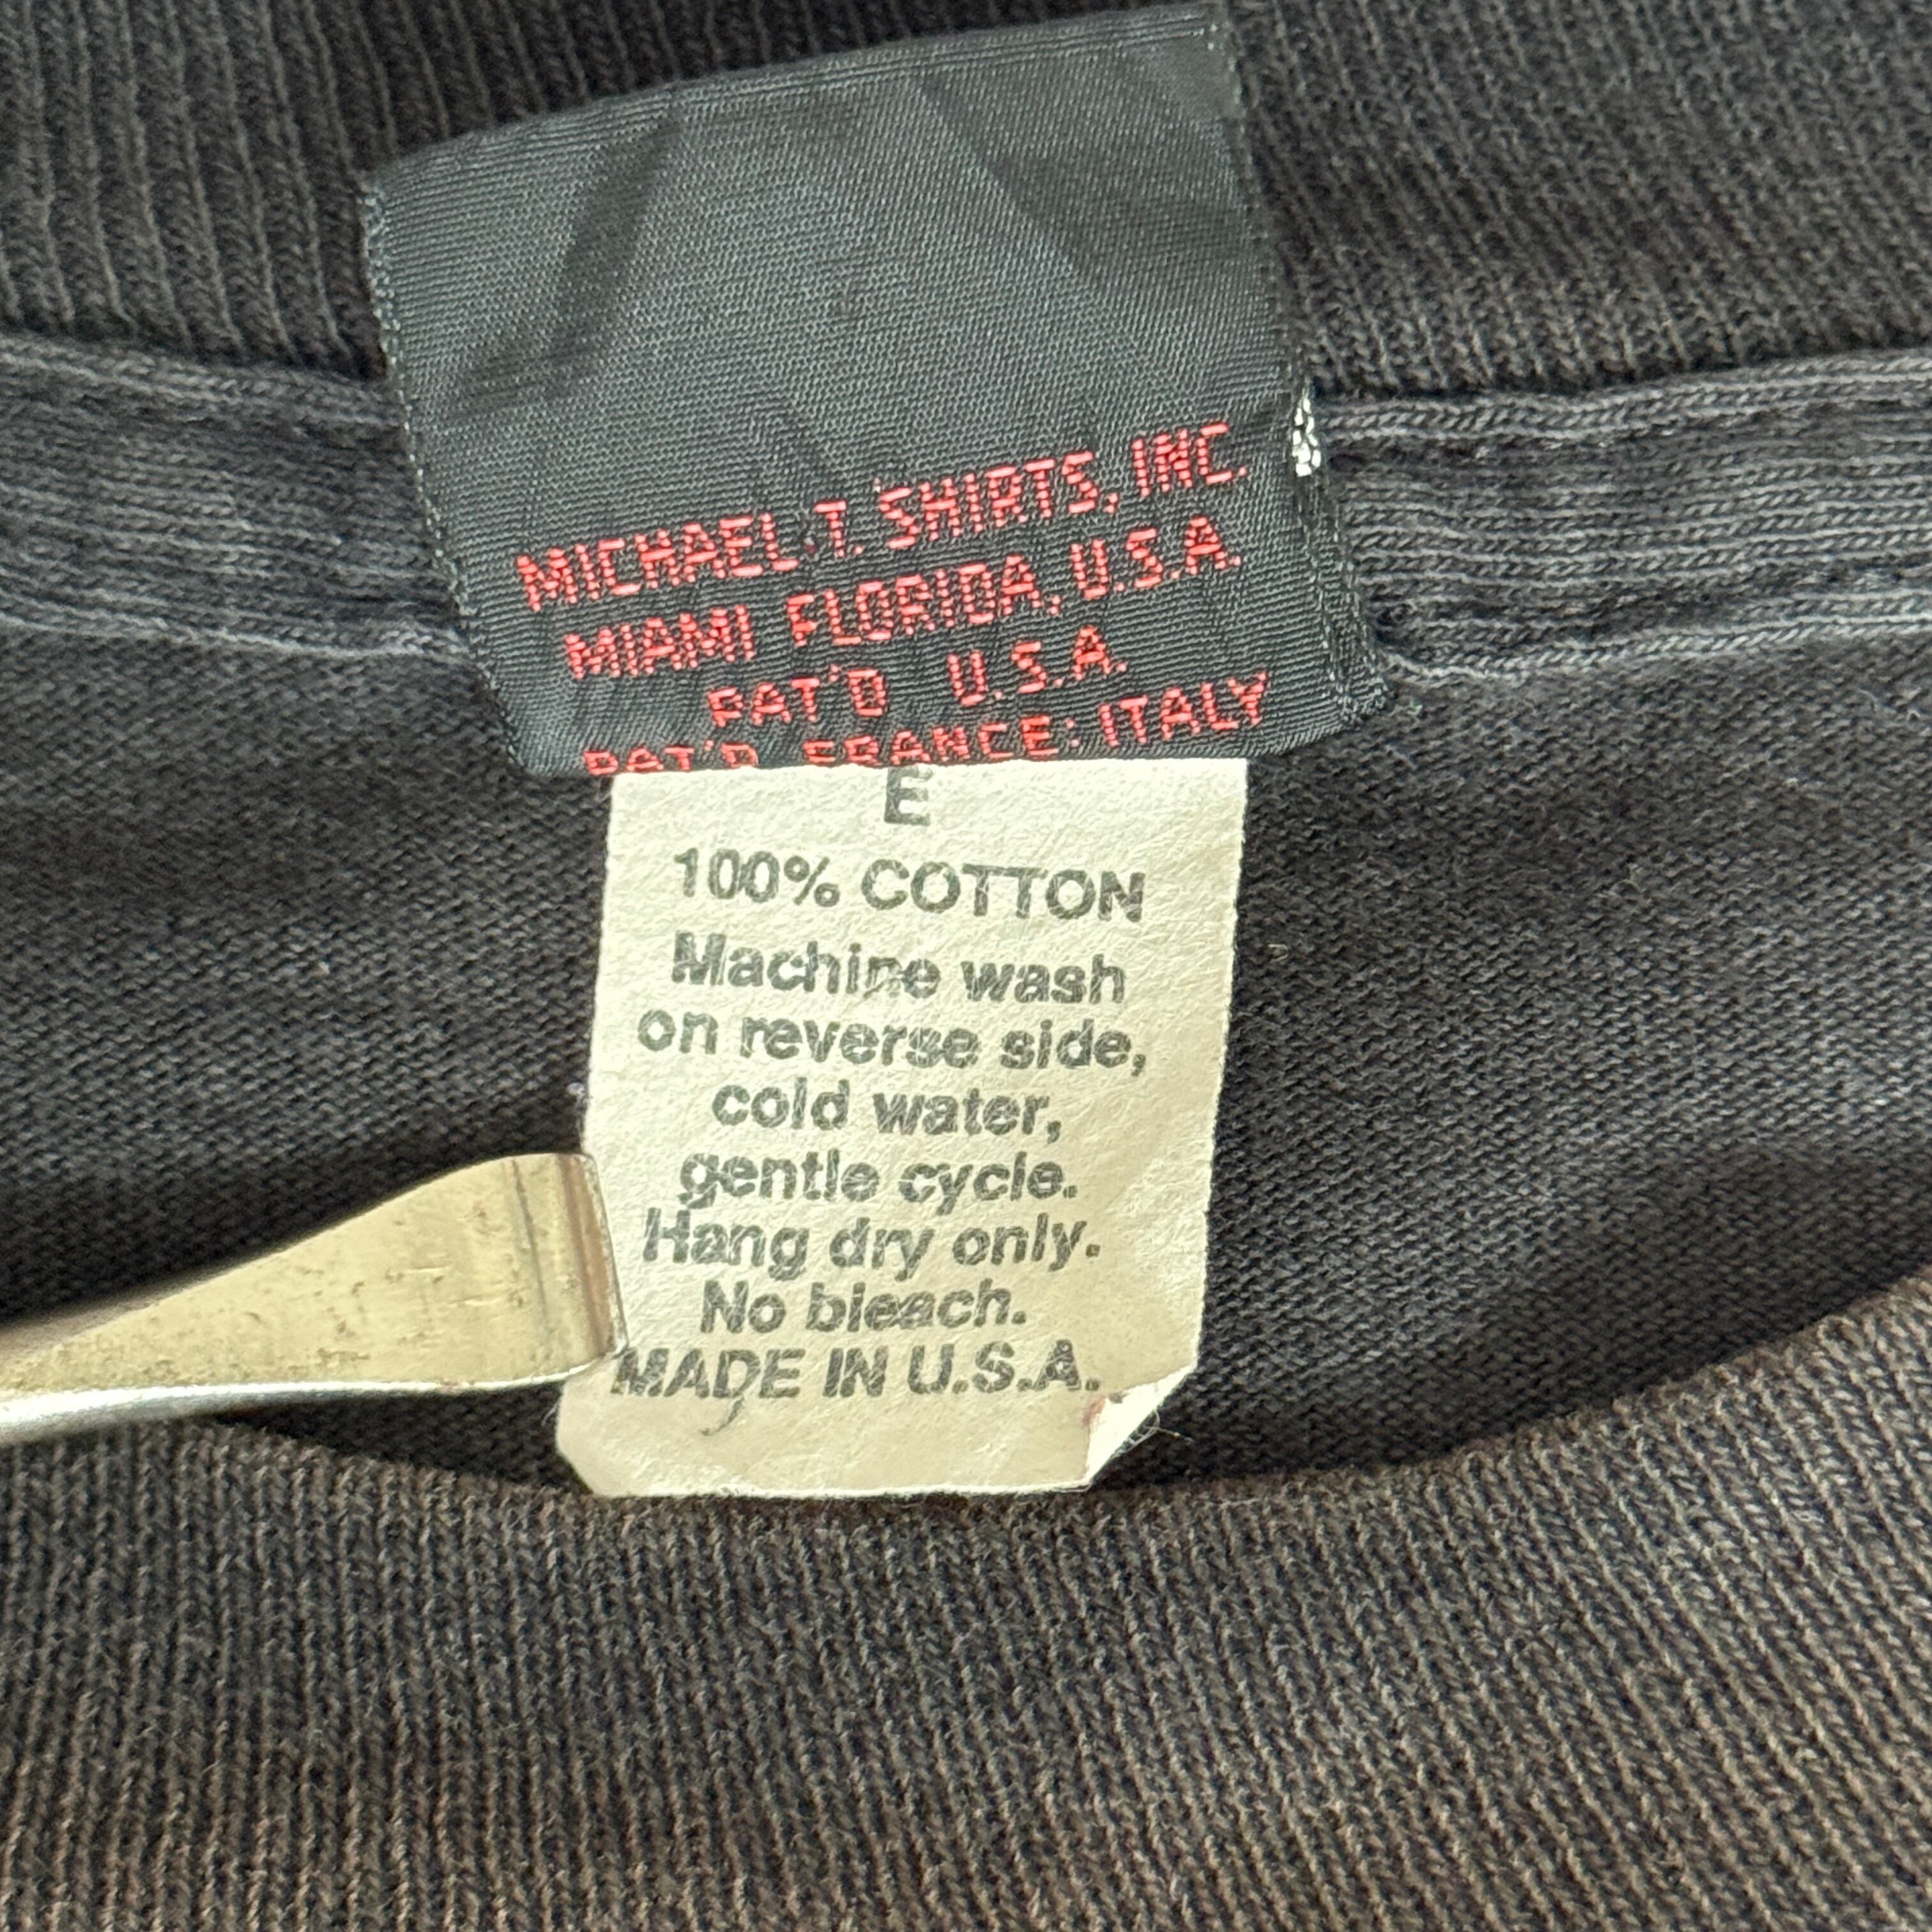 MICHAEL T. SHIRTS, INC.
MIAMI FLORIDA, U.S.A.
PAT'D U.S.A.
PAT'D FRANCE: ITALY
E
100% COTTON
Machine wash
on reverse side,
cold water,
gentle cycle.
Hang dry only.
No bleach.
MADE IN U.S.A.